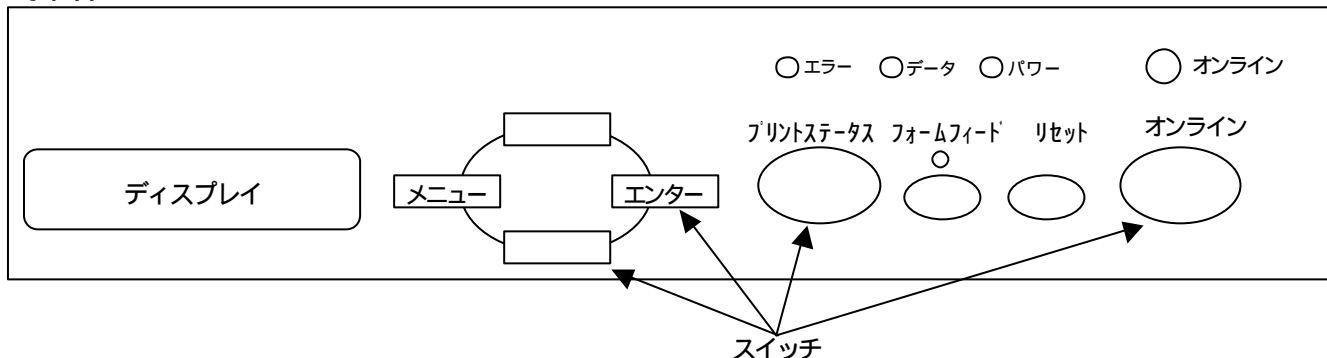 エラー データ パワー オンライン
プリントステータス フォームフィード リセット オンライン
ディスプレイ メニュー エンター
スイッチ